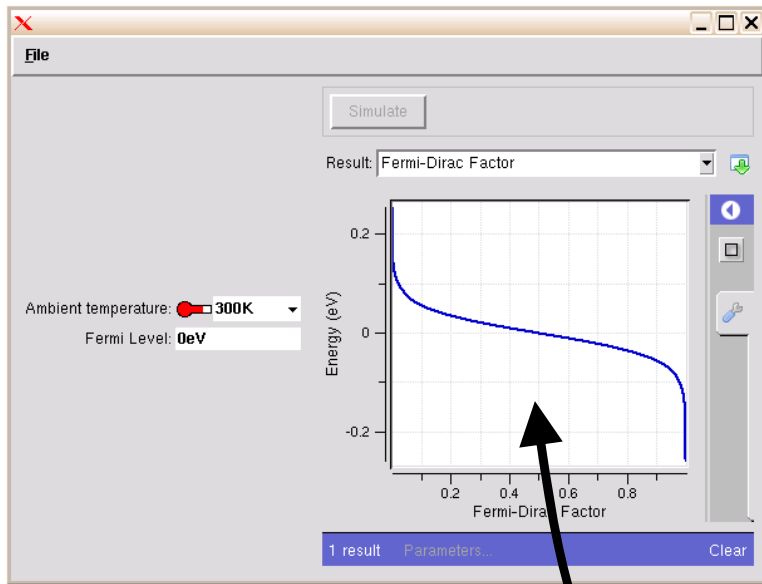 File
Simulate
Result: Fermi-Dirac Factor
Ambient temperature: 300K
Fermi Level: 0eV
Energy (eV)
0.2
0
-0.2
0.2 0.4 0.6 0.8
Fermi-Dirac Factor
1 result Parameters... Clear